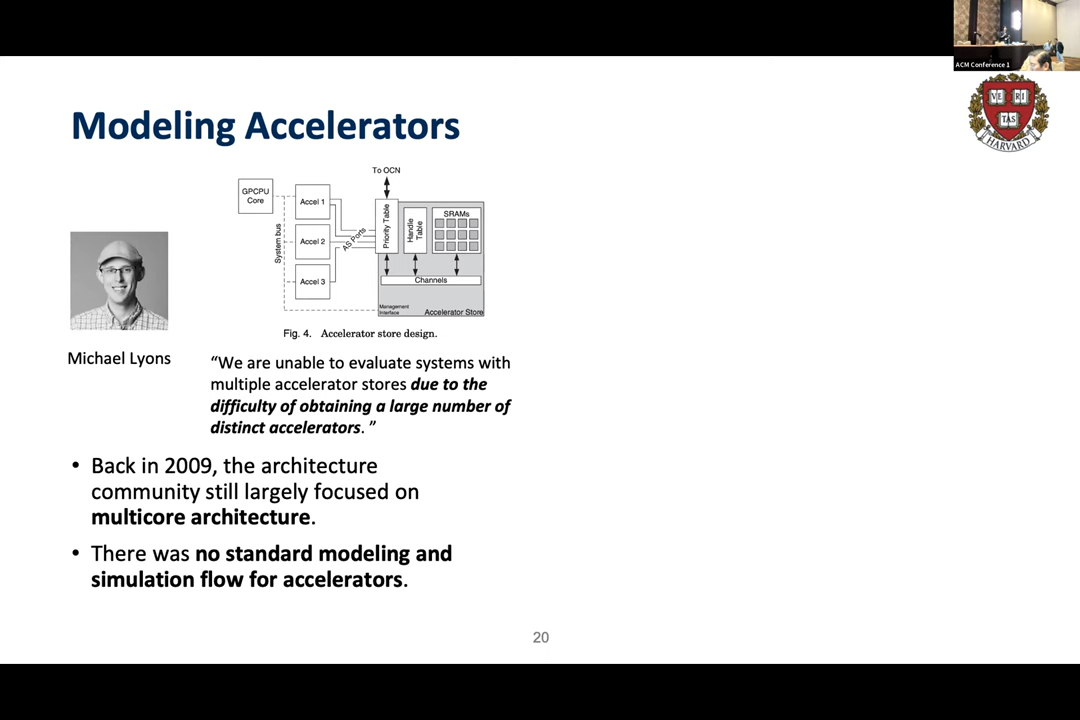 ACM Conference 1
VE RI
TAS
HARVARD
Modeling Accelerators
To OCN
GPCPU
Core
Accel 1
Accel 2
Accel 3
System bus
AS Ports
Priority Table
Handle
Table
SRAMs
Channels
Management
Interface
Accelerator Store
Fig. 4. Accelerator store design.
Michael Lyons
“We are unable to evaluate systems with
multiple accelerator stores due to the
difficulty of obtaining a large number of
distinct accelerators. ”
• Back in 2009, the architecture
community still largely focused on
multicore architecture.
• There was no standard modeling and
simulation flow for accelerators.
20